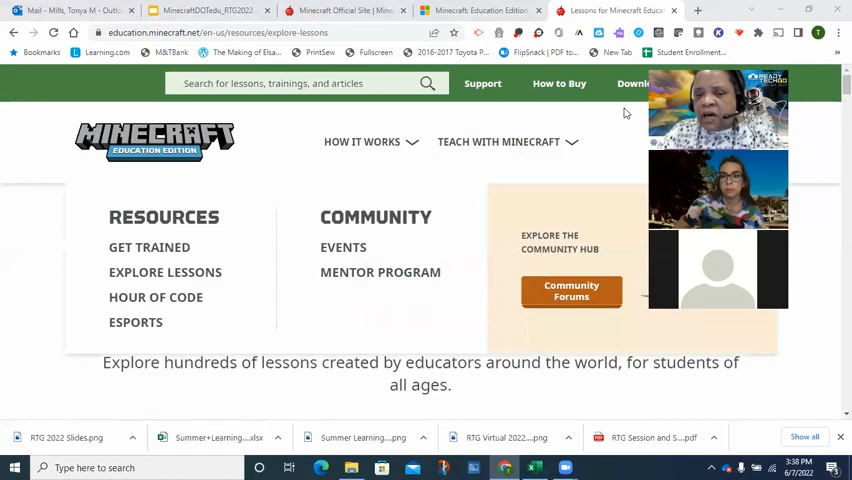 Mail - Mills, Tonya M - Outlo
MinecraftDOTedu_RTG2022
Minecraft Official Site | Minec
Minecraft: Education Edition
Lessons for Minecraft Educa
education.minecraft.net/en-us/resources/explore-lessons
Bookmarks
Learning.com
M&TBank
The Making of Elsa...
PrintSew
Fullscreen
2016-2017 Toyota P...
FlipSnack | PDF to...
New Tab
Student Enrollment...
Search for lessons, trainings, and articles
Support
How to Buy
Downlo
READY
TECHGO
MINECRAFT
EDUCATION EDITION
HOW IT WORKS
TEACH WITH MINECRAFT
RESOURCES
GET TRAINED
EXPLORE LESSONS
HOUR OF CODE
ESPORTS
COMMUNITY
EVENTS
MENTOR PROGRAM
EXPLORE THE
COMMUNITY HUB
Community
Forums
Explore hundreds of lessons created by educators around the world, for students of
all ages.
RTG 2022 Slides.png
Summer+Learning....xlsx
Summer Learning....png
RTG Virtual 2022....png
RTG Session and S....pdf
Show all
Type here to search
3:38 PM
6/7/2022